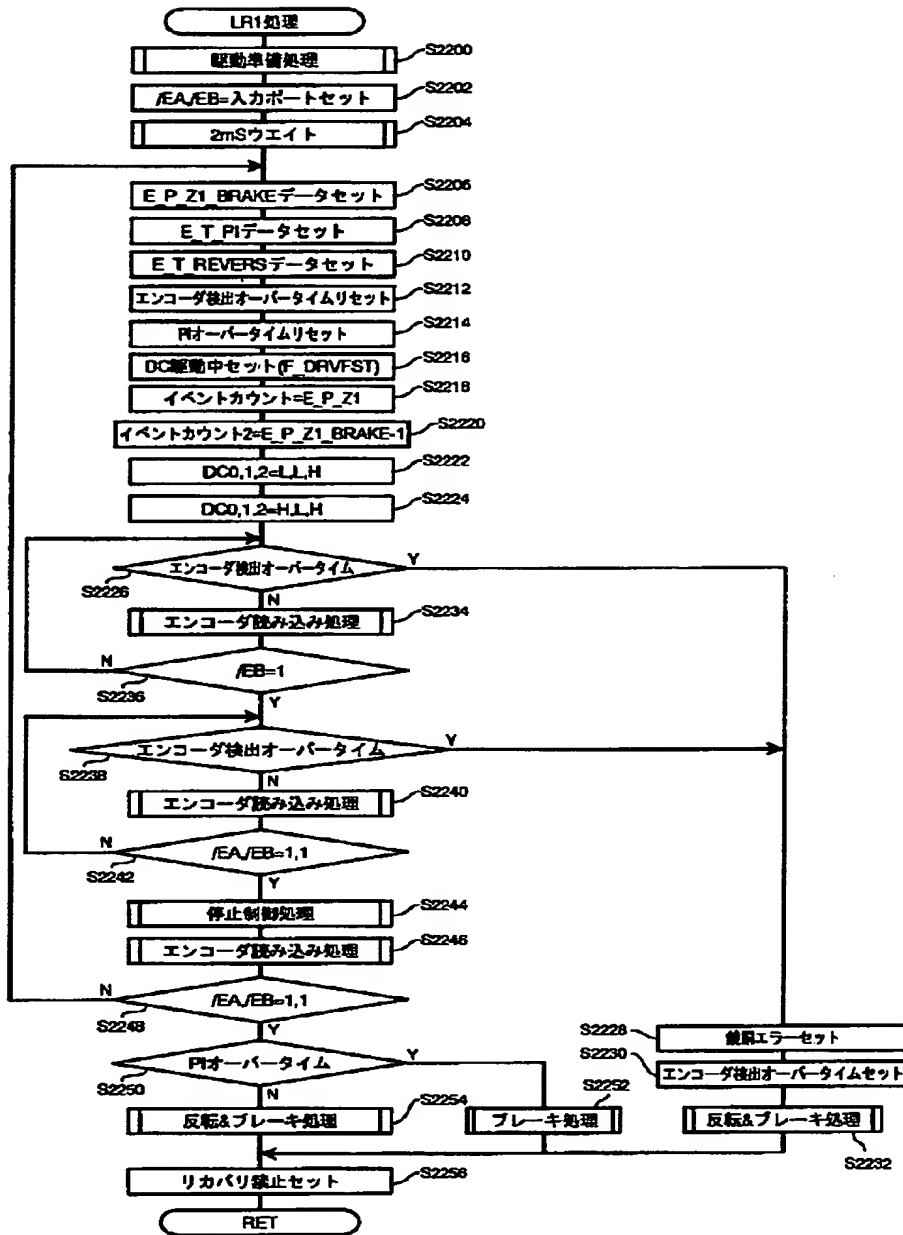 LR1処理
駆動準備処理
S2200
/EA,/EB=入力ポートセット
S2202
2mSウエイト
S2204
E_P_Z1_BRAKEデータセット
S2206
E_T_PIデータセット
S2208
E_T_REVERSデータセット
S2210
エンコーダ検出オーバータイムリセット
S2212
PIオーバータイムリセット
S2214
DC駆動中セット(F_DRVFST)
S2216
イベントカウント=E_P_Z1
S2218
イベントカウント2=E_P_Z1_BRAKE-1
S2220
DC0,1,2=L,L,H
S2222
DC0,1,2=H,L,H
S2224
エンコーダ検出オーバータイム
Y
S2226
N
エンコーダ読み込み処理
S2234
N
/EB=1
S2236
Y
エンコーダ検出オーバータイム
Y
S2238
N
エンコーダ読み込み処理
S2240
N
/EA,/EB=1,1
S2242
Y
停止制御処理
S2244
エンコーダ読み込み処理
S2246
N
/EA,/EB=1,1
S2248
Y
PIオーバータイム
Y
S2250
N
S2228
鏡胴エラーセット
S2230
エンコーダ検出オーバータイムセット
反転&ブレーキ処理
S2254
ブレーキ処理
S2252
反転&ブレーキ処理
S2232
リカバリ禁止セット
S2256
RET